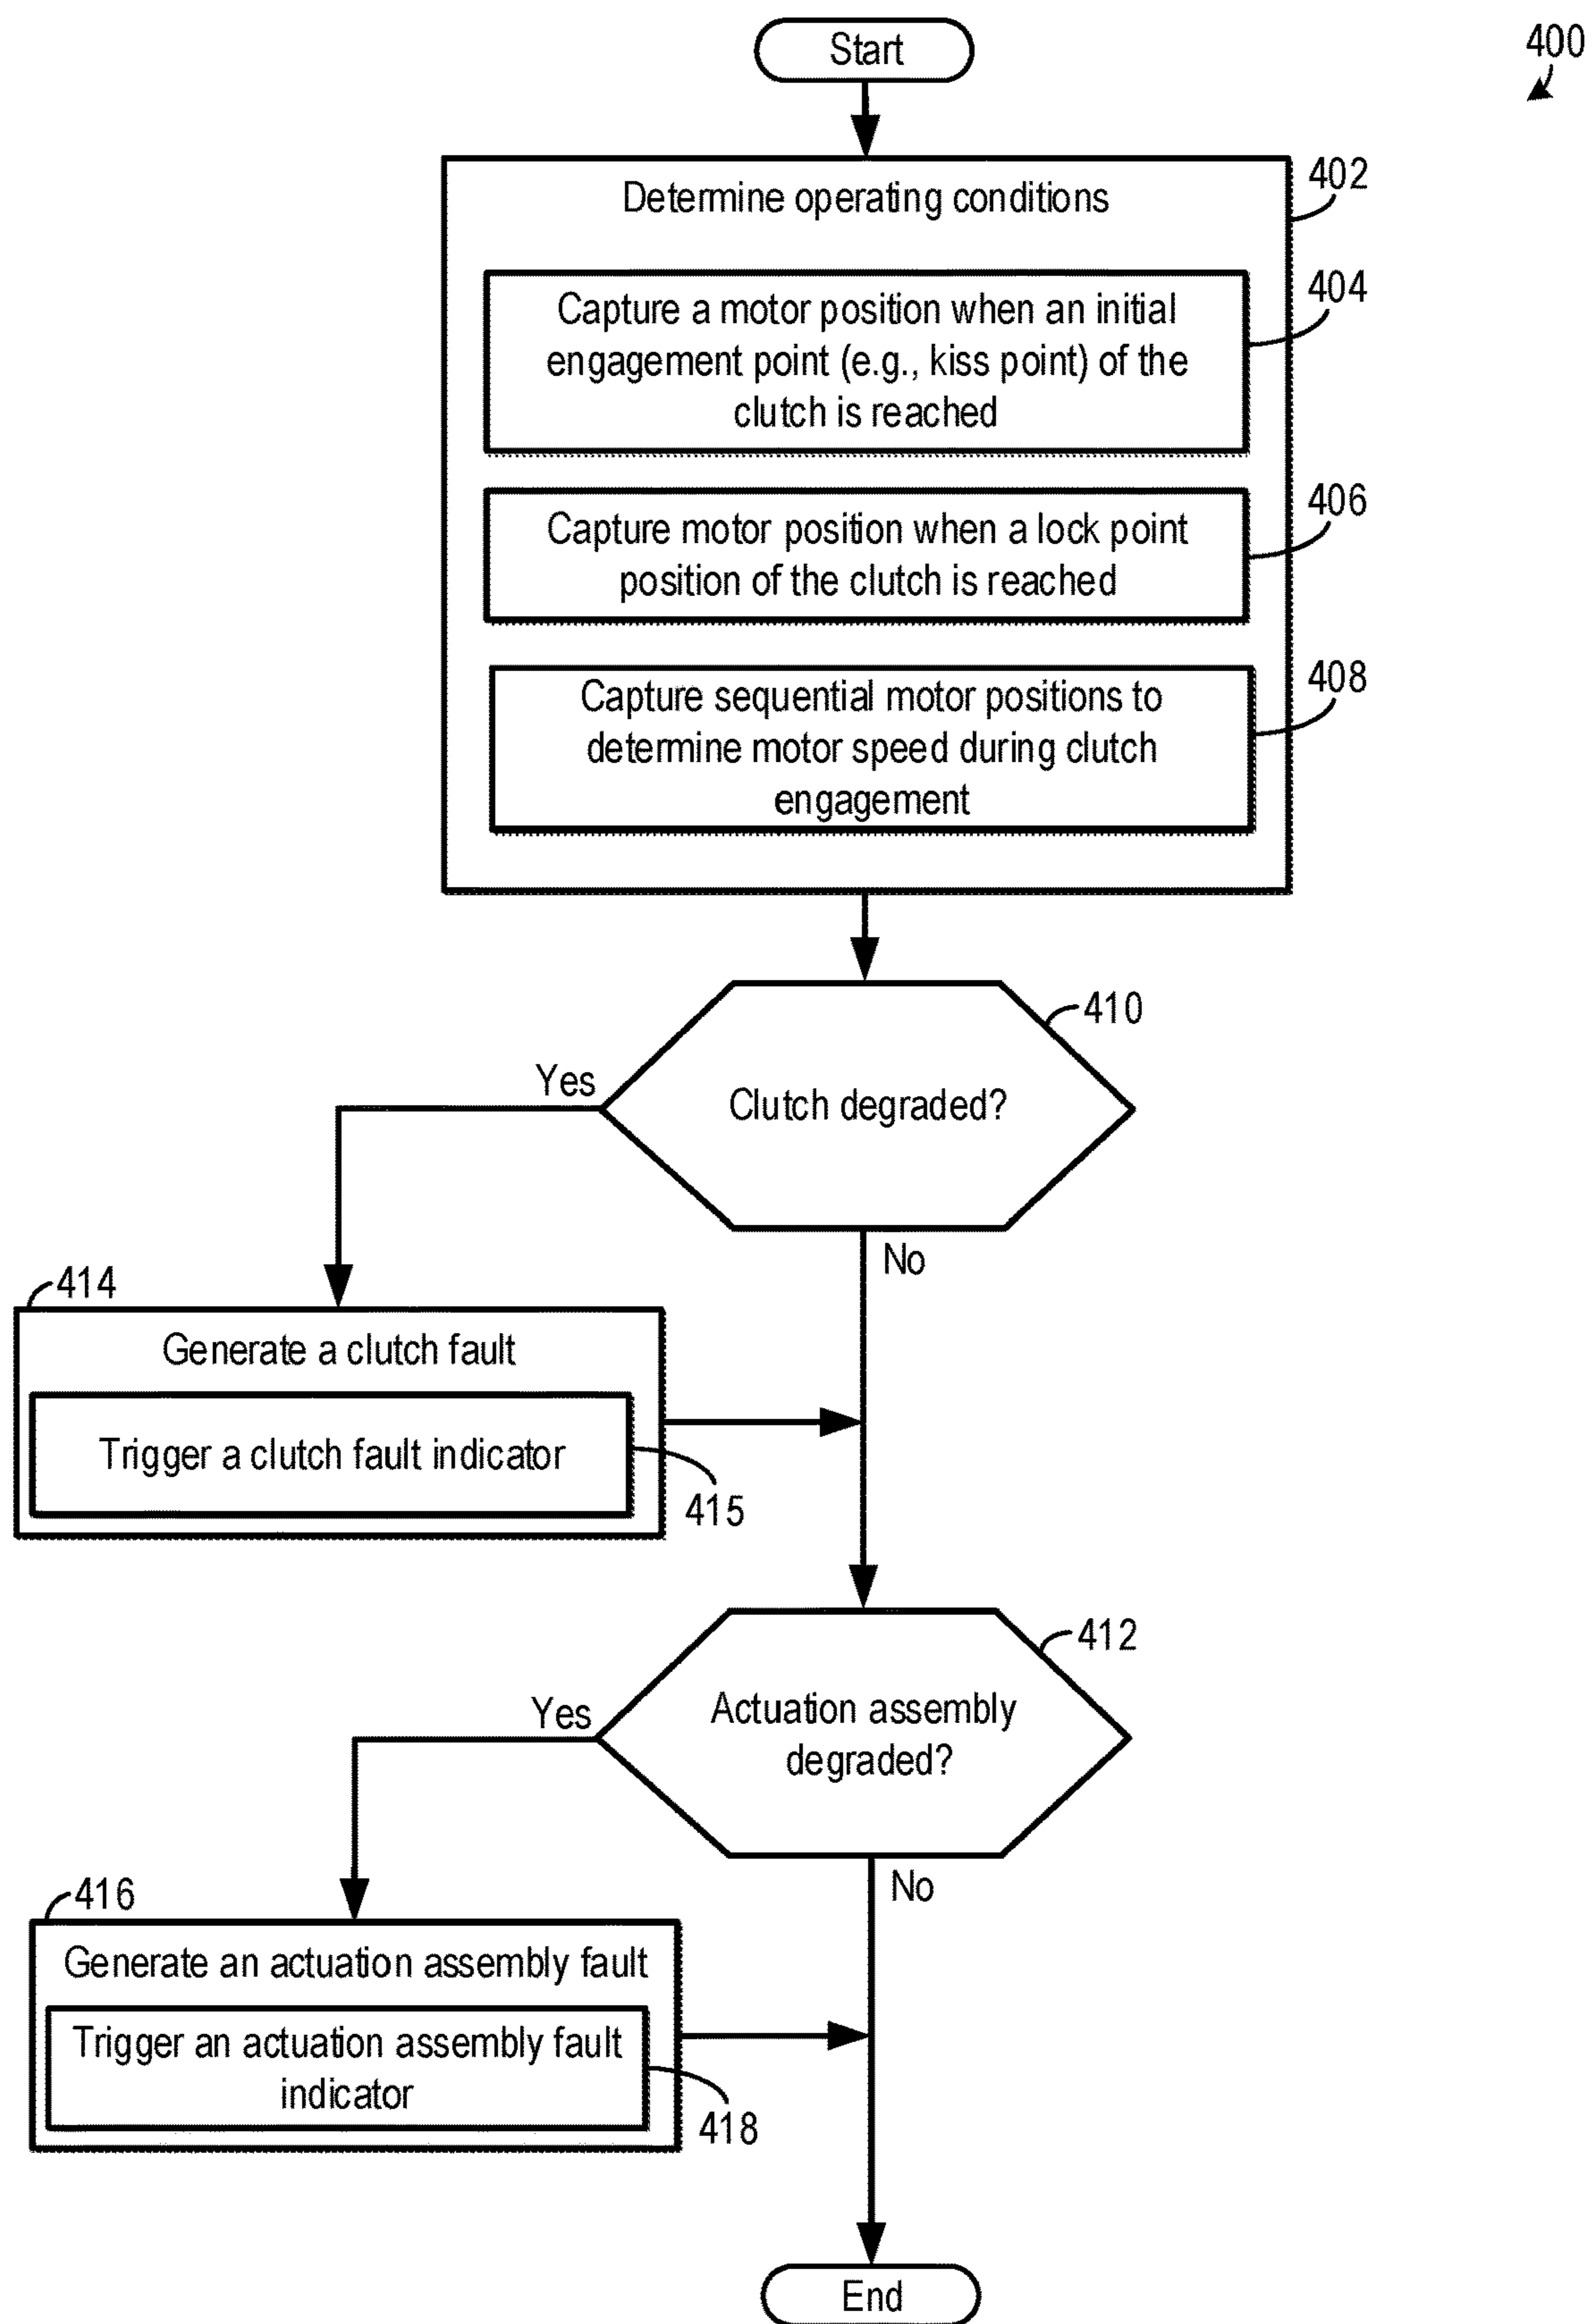 Start
400
Determine operating conditions
402
Capture a motor position when an initial
engagement point (e.g., kiss point) of the
clutch is reached
404
Capture motor position when a lock point
position of the clutch is reached
406
Capture sequential motor positions to
determine motor speed during clutch
engagement
408
Clutch degraded?
410
Yes
No
414
Generate a clutch fault
Trigger a clutch fault indicator
415
Actuation assembly
degraded?
412
Yes
No
416
Generate an actuation assembly fault
Trigger an actuation assembly fault
indicator
418
End